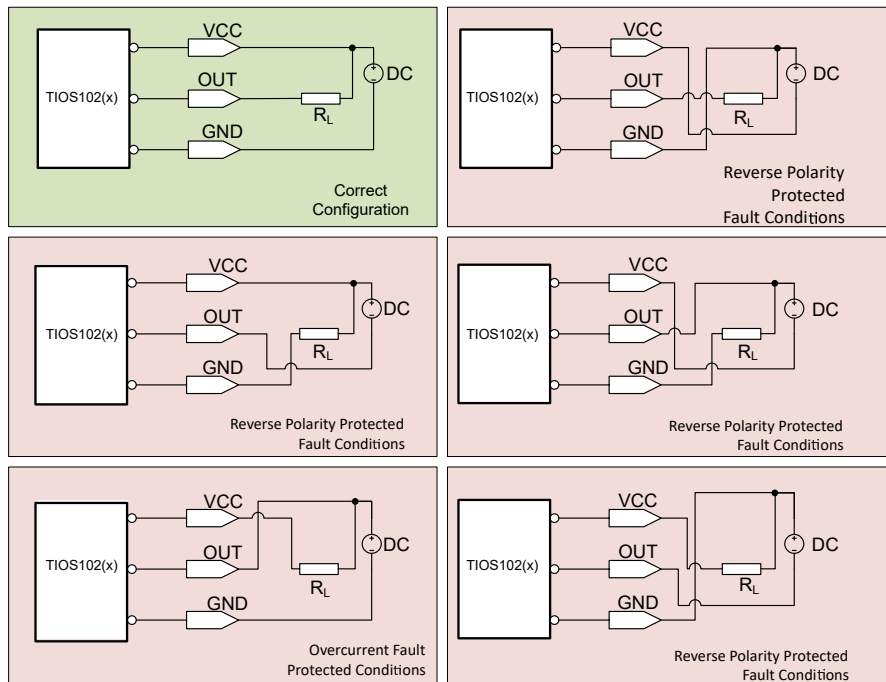 VCC
OUT
TIOS102(x)
DC
RL
GND
Correct
Configuration
VCC
OUT
TIOS102(x)
DC
RL
GND
Reverse Polarity
Protected
Fault Conditions
VCC
OUT
TIOS102(x)
DC
RL
GND
Reverse Polarity Protected
Fault Conditions
VCC
OUT
TIOS102(x)
DC
RL
GND
Reverse Polarity Protected
Fault Conditions
VCC
OUT
TIOS102(x)
DC
RL
GND
Overcurrent Fault
Protected Conditions
VCC
OUT
TIOS102(x)
DC
RL
GND
Reverse Polarity Protected
Fault Conditions